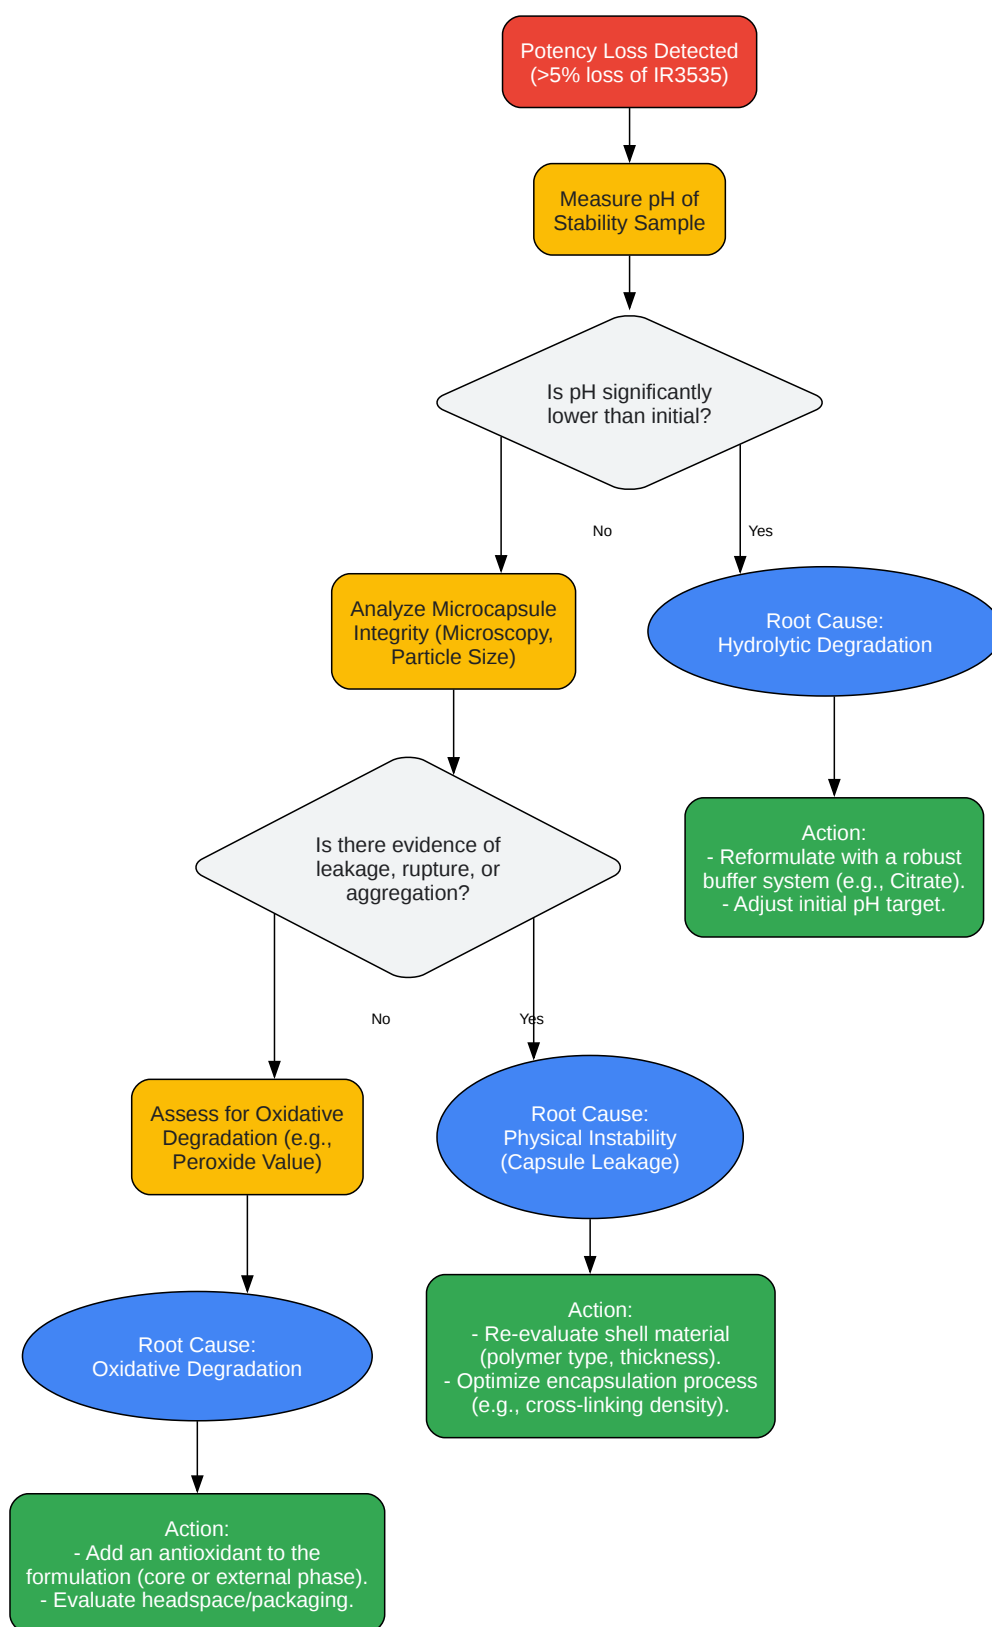 Potency Loss Detected
(>5% loss of IR3535)
Measure pH of
Stability Sample
Is pH significantly
lower than initial?
No
Yes
Analyze Microcapsule
Integrity (Microscopy,
Particle Size)
Root Cause:
Hydrolytic Degradation
Action:
- Reformulate with a robust
buffer system (e.g., Citrate).
- Adjust initial pH target.
Is there evidence of
leakage, rupture, or
aggregation?
No
Yes
Assess for Oxidative
Degradation (e.g.,
Peroxide Value)
Root Cause:
Physical Instability
(Capsule Leakage)
Action:
- Re-evaluate shell material
(polymer type, thickness).
- Optimize encapsulation process
(e.g., cross-linking density).
Root Cause:
Oxidative Degradation
Action:
- Add an antioxidant to the
formulation (core or external phase).
- Evaluate headspace/packaging.